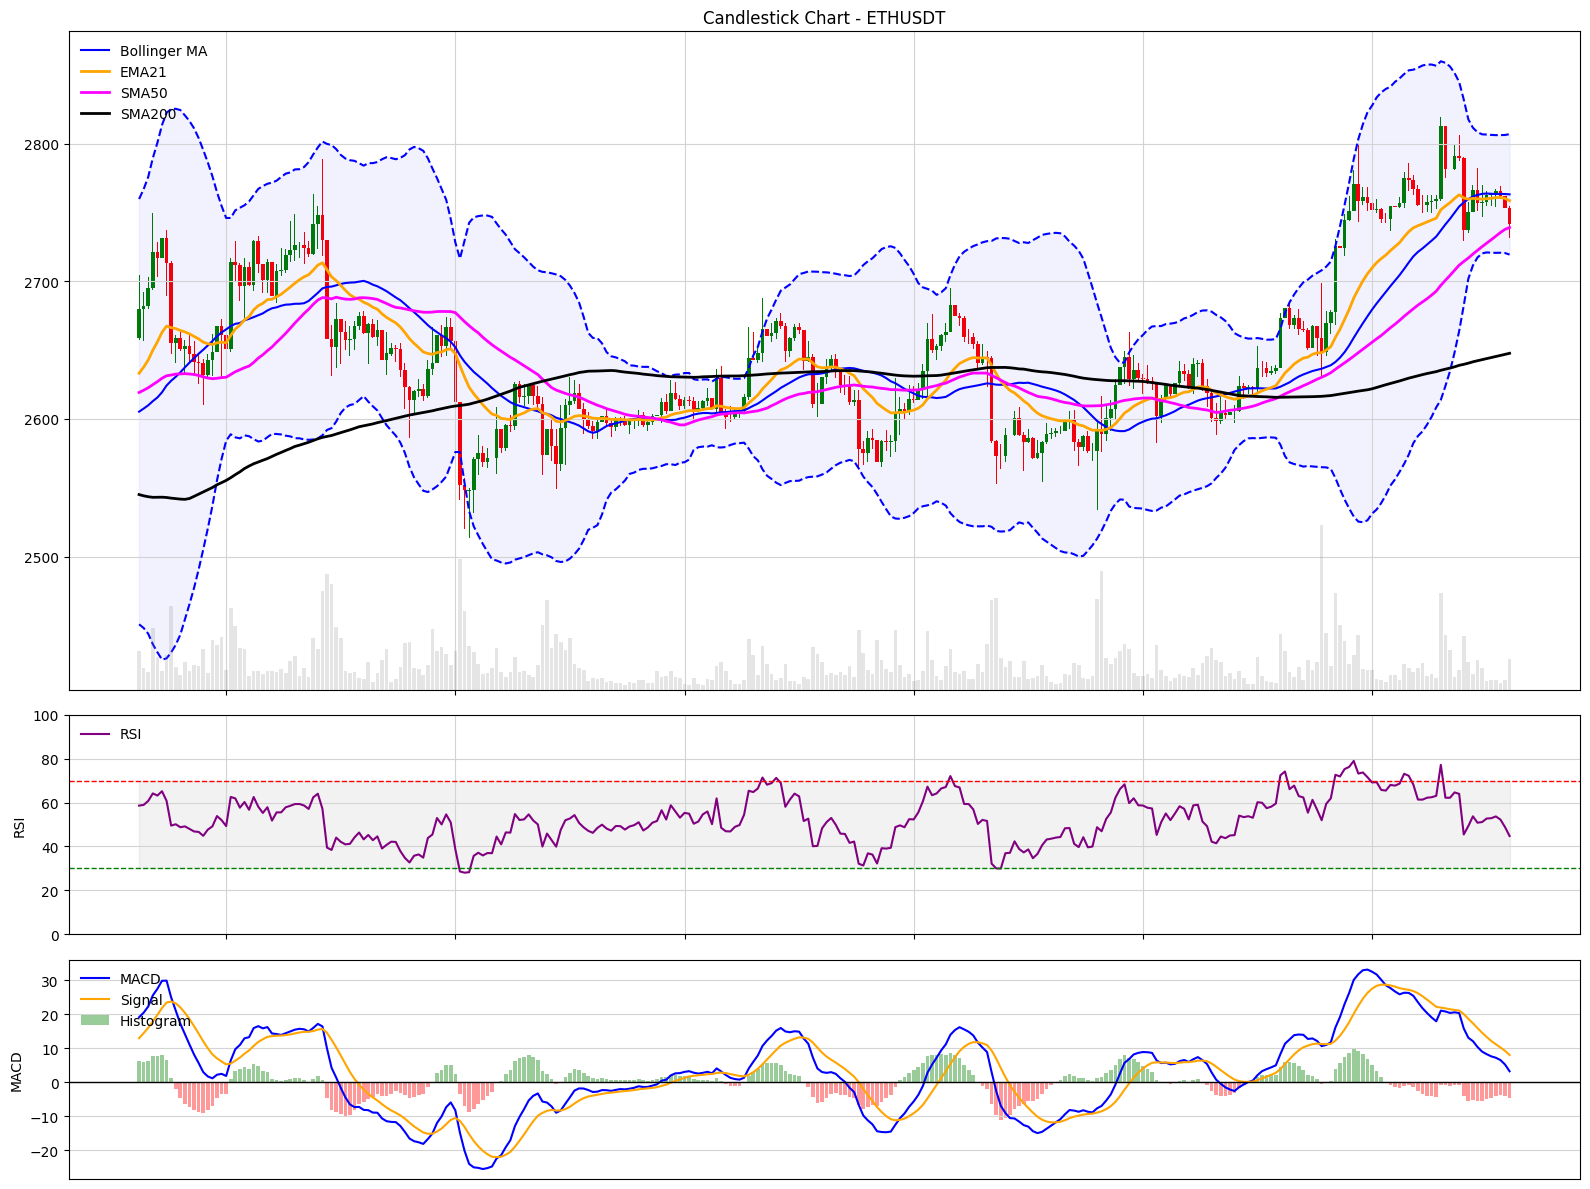 Candlestick Chart - ETHUSDT
Bollinger MA
EMA21
SMA50
SMA200
2800
2700
2600
2500
RSI
100
80
60
40
20
0
RSI
MACD
Signal
Histogram
30
20
10
0
−10
−20
MACD